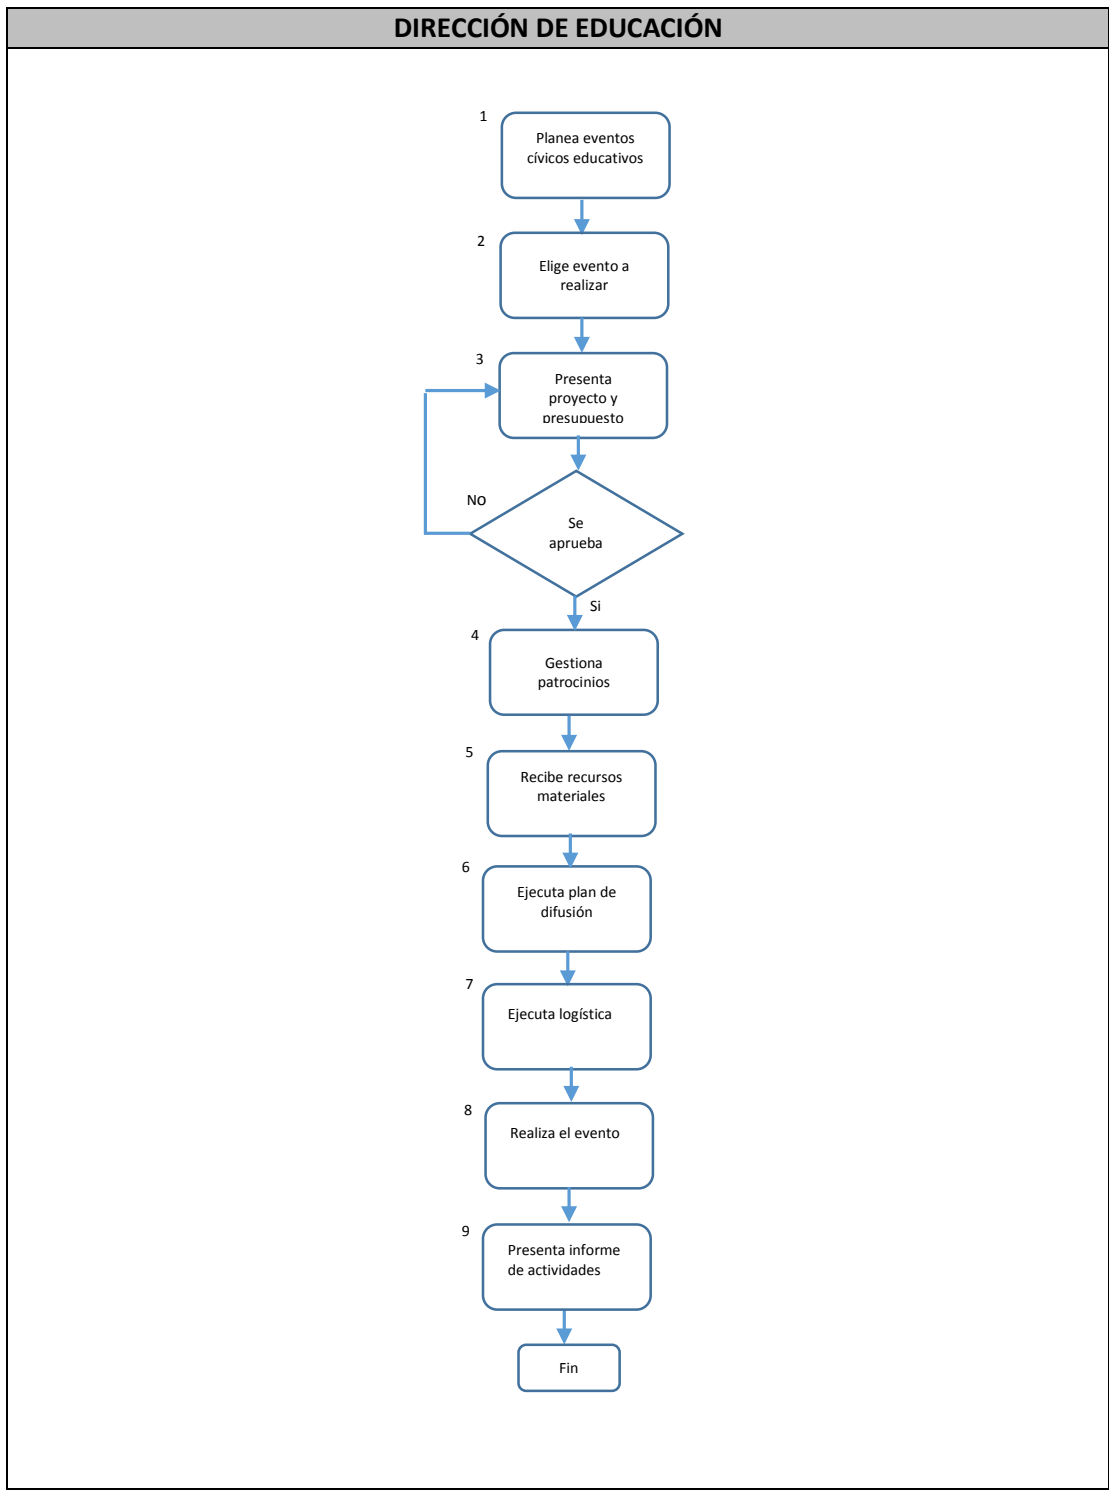 DIRECCIÓN DE EDUCACIÓN
1
Planea eventos
cívicos educativos
2
Elige evento a
realizar
3
Presenta
proyecto y
presupuesto
No
Se
aprueba
Si
4
Gestiona
patrocinios
5
Recibe recursos
materiales
6
Ejecuta plan de
difusión
7
Ejecuta logística
8
Realiza el evento
9
Presenta informe
de actividades
Fin